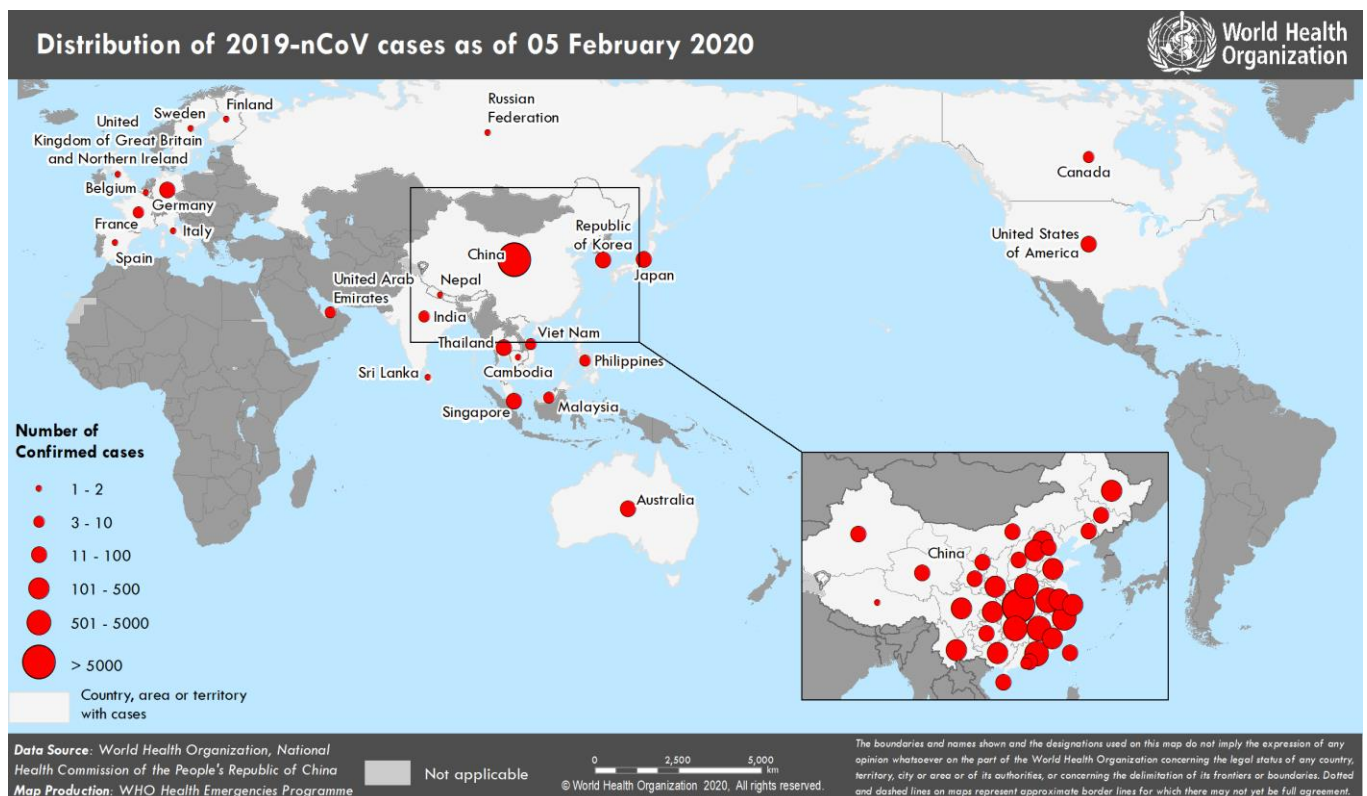 Distribution of 2019-nCoV cases as of 05 February 2020
World Health
Organization
Finland
Sweden
United
Kingdom of Great Britain
and Northern Ireland
Belgium
Germany
France
Italy
Spain
Russian
Federation
Canada
United States
of America
China
Republic
of Korea
Japan
United Arab
Emirates
Nepal
India
Viet Nam
Thailand
Cambodia
Philippines
Sri Lanka
Singapore
Malaysia
Australia
China
Number of
Confirmed cases
1 - 2
3 - 10
11 - 100
101 - 500
501 - 5000
> 5000
Country, area or territory
with cases
Data Source: World Health Organization, National
Health Commission of the People's Republic of China
Map Production: WHO Health Emergencies Programme
Not applicable
0 2,500 5,000
km
© World Health Organization 2020, All rights reserved.
The boundaries and names shown and the designations used on this map do not imply the expression of any
opinion whatsoever on the part of the World Health Organization concerning the legal status of any country,
territory, city or area or of its authorities, or concerning the delimitation of its frontiers or boundaries. Dotted
and dashed lines on maps represent approximate border lines for which there may not yet be full agreement.